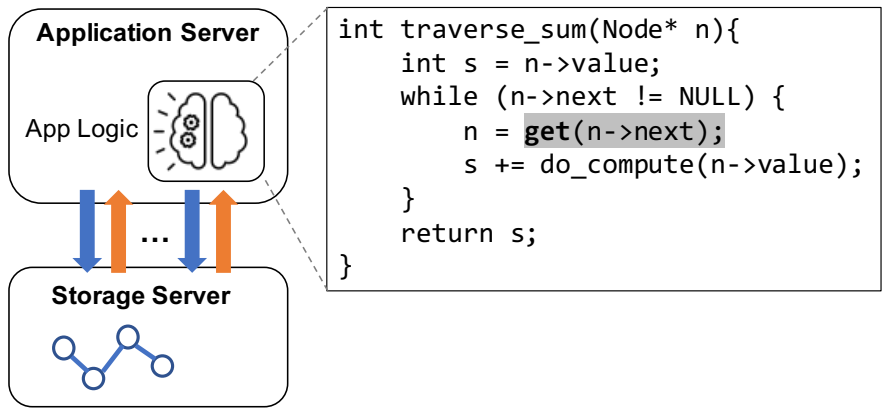 Application Server
App Logic
...
Storage Server
int traverse_sum(Node* n){
    int s = n->value;
    while (n->next != NULL) {
        n = get(n->next);
        s += do_compute(n->value);
    }
    return s;
}